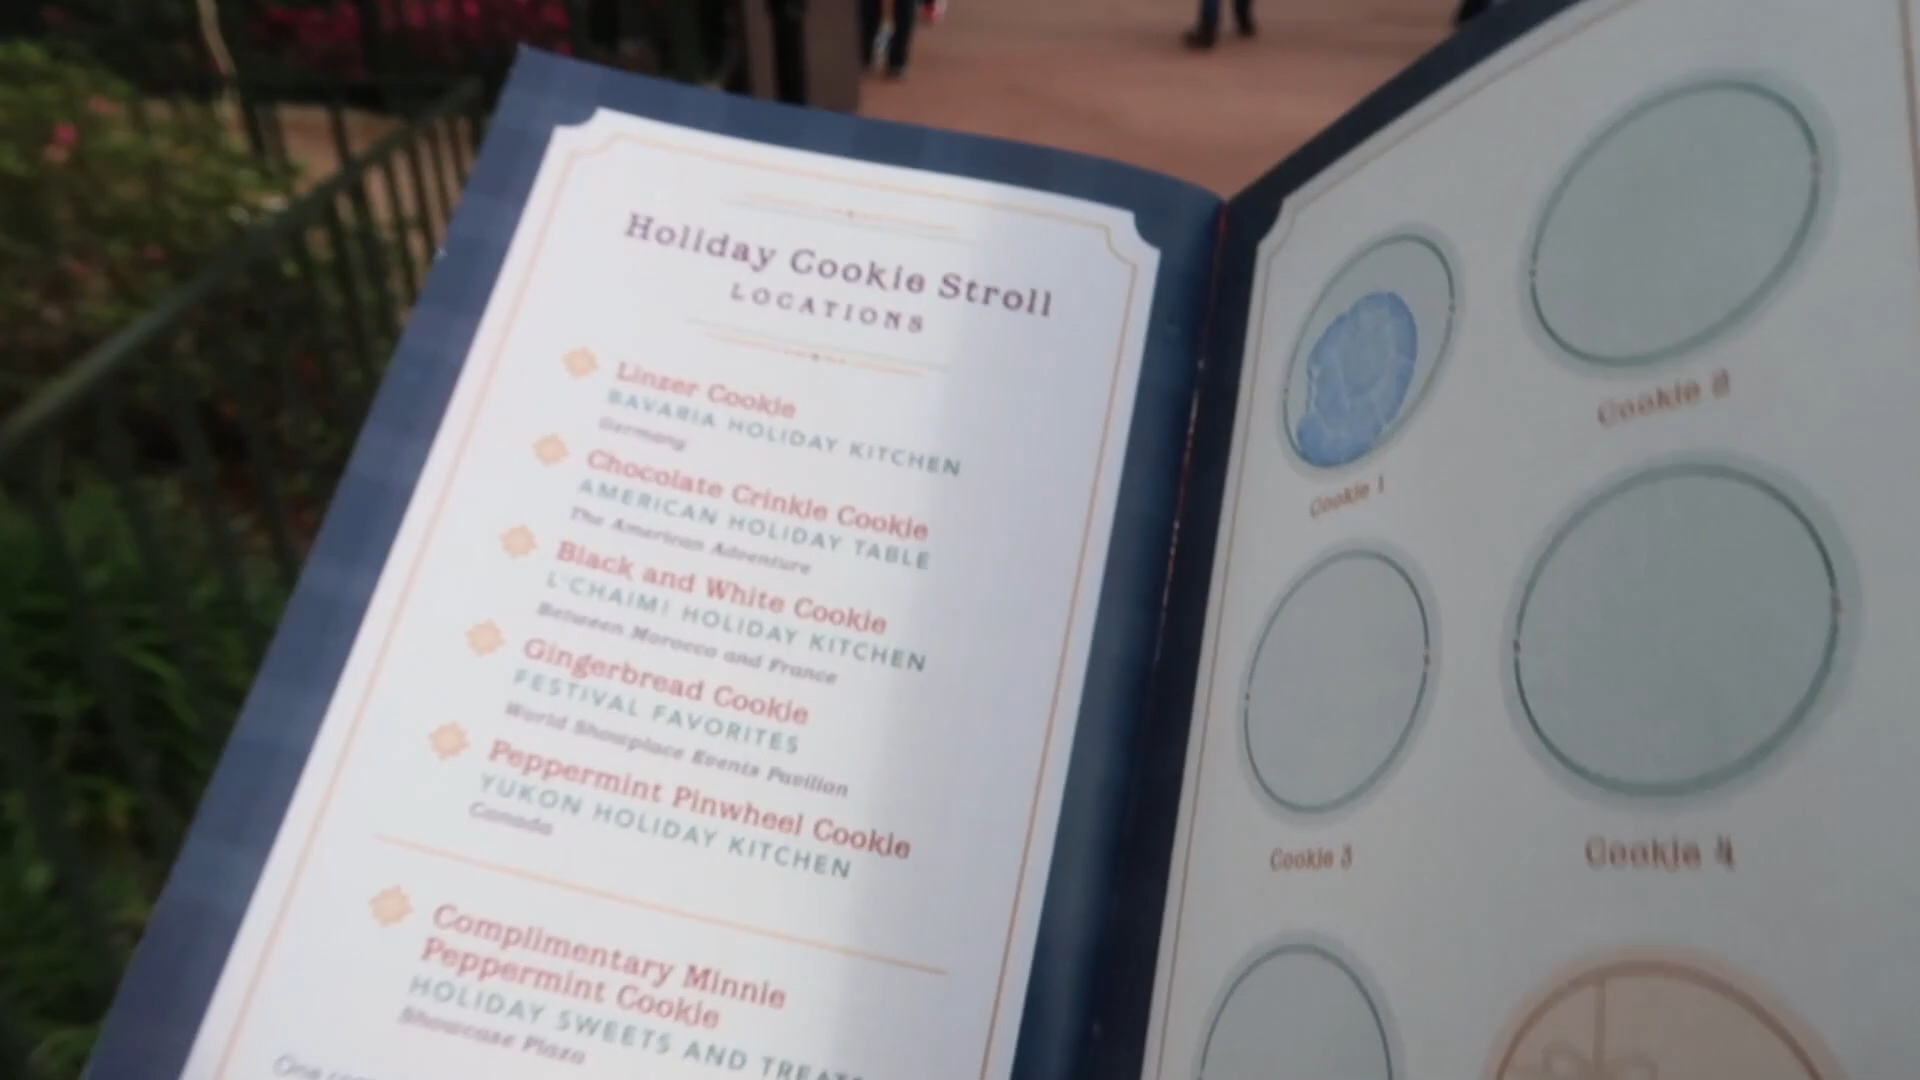 Holiday Cookie Stroll
LOCATIONS
Linzer Cookie
BAVARIA HOLIDAY KITCHEN
Germany
Chocolate Crinkle Cookie
AMERICAN HOLIDAY TABLE
The American Adventure
Black and White Cookie
L'CHAIM! HOLIDAY KITCHEN
Between Morocco and France
Gingerbread Cookie
FESTIVAL FAVORITES
World Showplace Events Pavilion
Peppermint Pinwheel Cookie
YUKON HOLIDAY KITCHEN
Canada
Complimentary Minnie
Peppermint Cookie
HOLIDAY SWEETS AND TREATS
Showcase Plaza
One
Cookie 1
Cookie 2
Cookie 3
Cookie 4